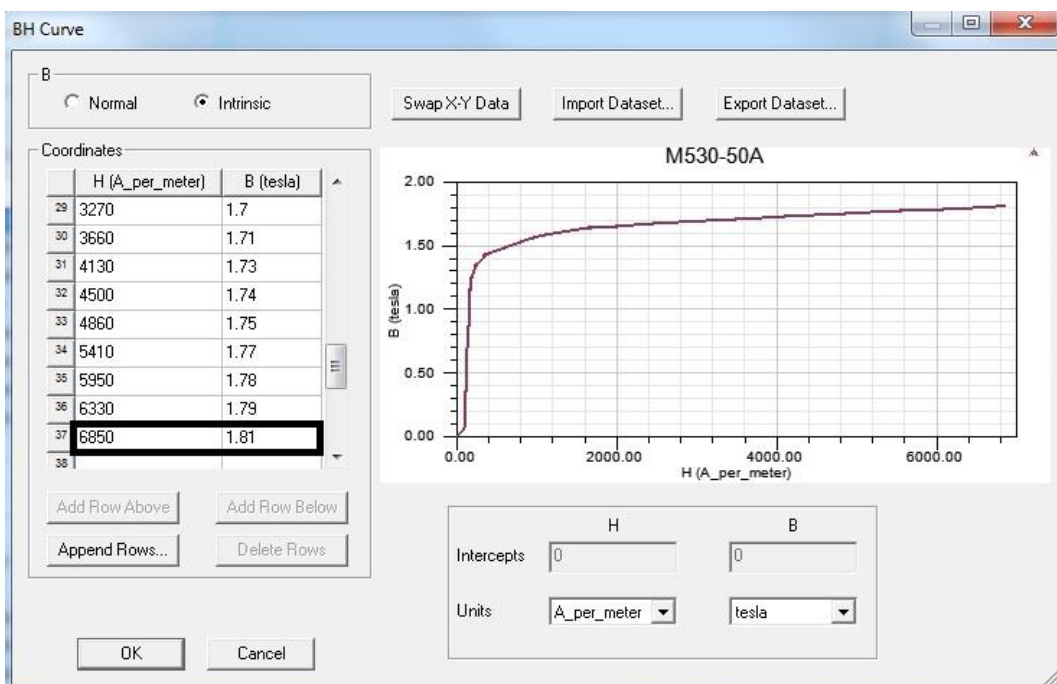 BH Curve
B
Normal Intrinsic
Swap X-Y Data Import Dataset... Export Dataset...
Coordinates
H (A_per_meter) B (tesla)
29 3270 1.7
30 3660 1.71
31 4130 1.73
32 4500 1.74
33 4860 1.75
34 5410 1.77
35 5950 1.78
36 6330 1.79
37 6850 1.81
38
Add Row Above Add Row Below
Append Rows... Delete Rows
OK Cancel
M530-50A
2.00
1.50
1.00
0.50
0.00
B (tesla)
0.00 2000.00 4000.00 6000.00
H (A_per_meter)
H B
Intercepts 0 0
Units A_per_meter tesla